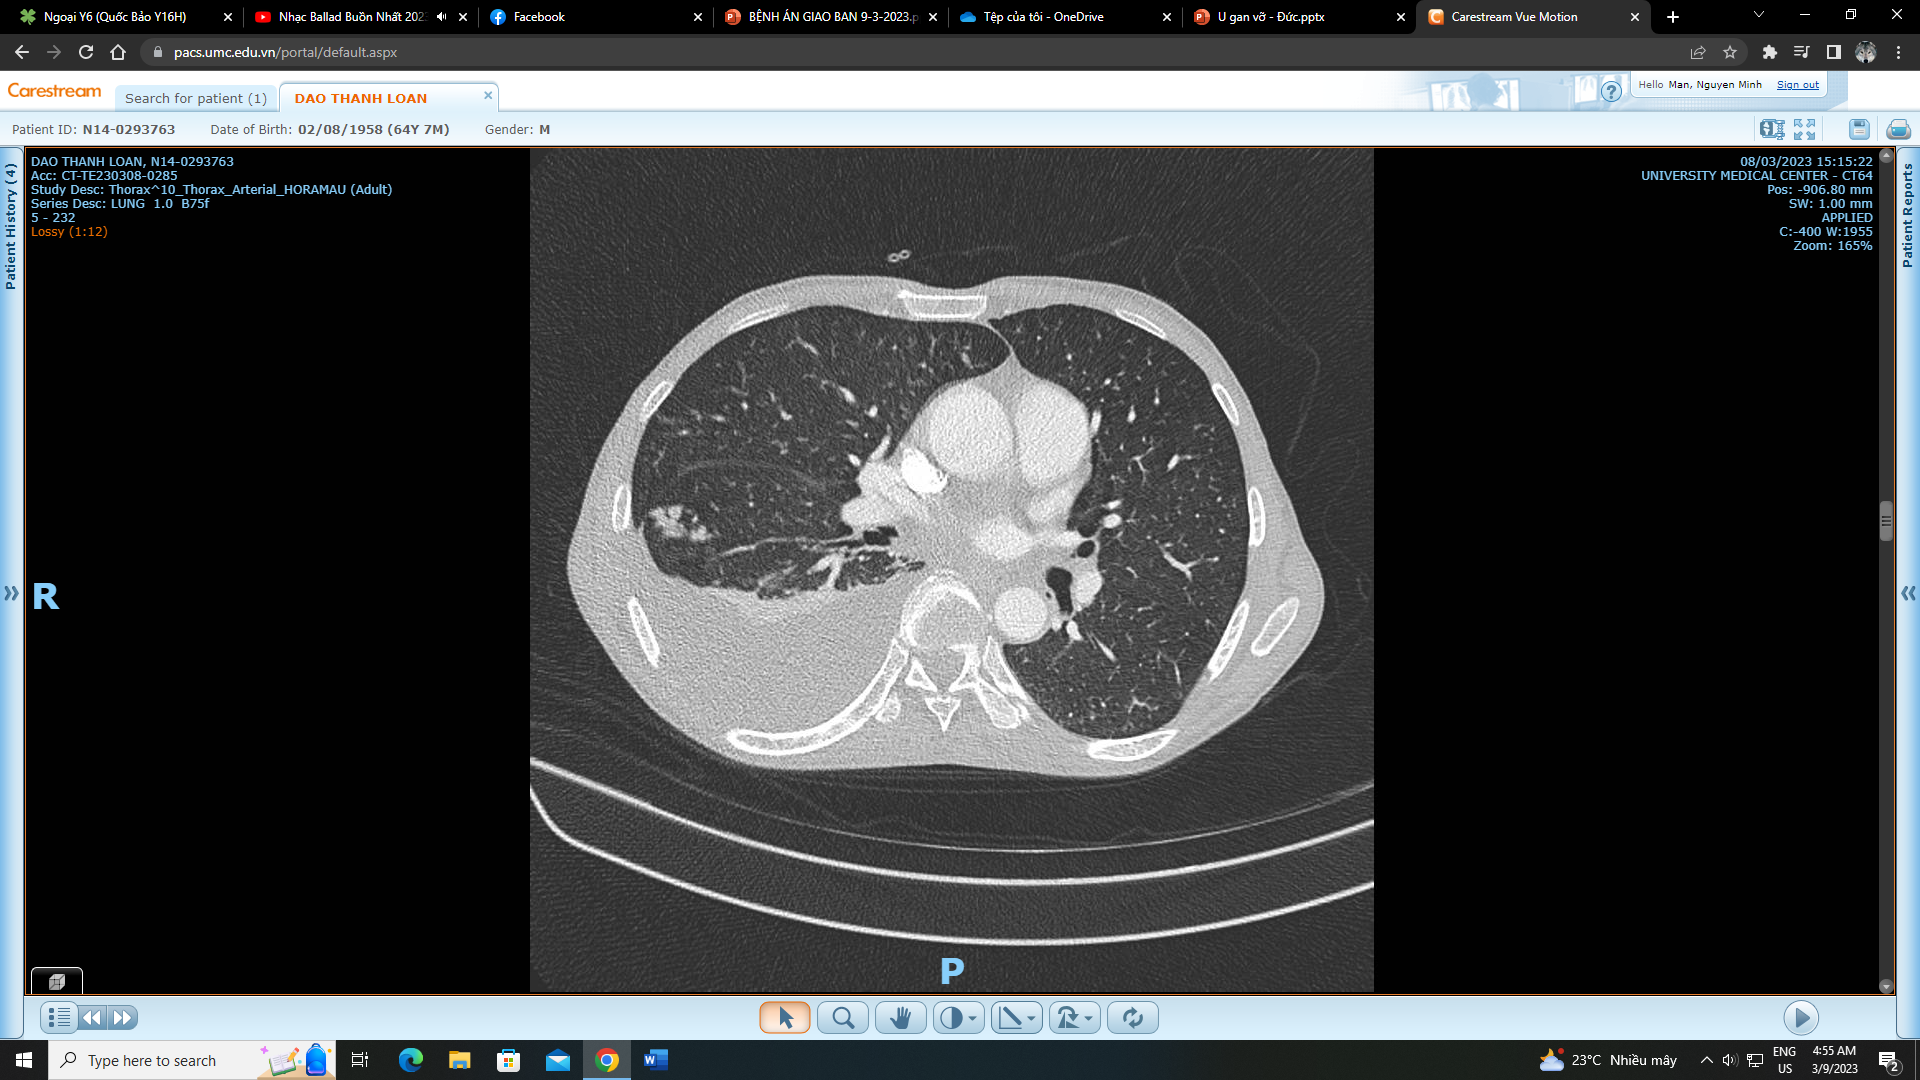 Ngoại Y6 (Quốc Bảo Y16H)
Nhạc Ballad Buồn Nhất 202
Facebook
BỆNH ÁN GIAO BAN 9-3-2023.p
Tệp của tôi - OneDrive
U gan vỡ - Đức.pptx
Carestream Vue Motion
pacs.umc.edu.vn/portal/default.aspx
Carestream
Search for patient (1)
DAO THANH LOAN
Hello Man, Nguyen Minh
Sign out
Patient ID: N14-0293763
Date of Birth: 02/08/1958 (64Y 7M)
Gender: M
Patient History (4)
DAO THANH LOAN, N14-0293763
Acc: CT-TE230308-0285
Study Desc: Thorax^10_Thorax_Arterial_HORAMAU (Adult)
Series Desc: LUNG 1.0 B75f
5 - 232
Lossy (1:12)
08/03/2023 15:15:22
UNIVERSITY MEDICAL CENTER - CT64
Pos: -906.80 mm
SW: 1.00 mm
APPLIED
C:-400 W:1955
Zoom: 165%
Patient Reports
R
P
Type here to search
W
23°C Nhiều mây
ENG
US
4:55 AM
3/9/2023
2